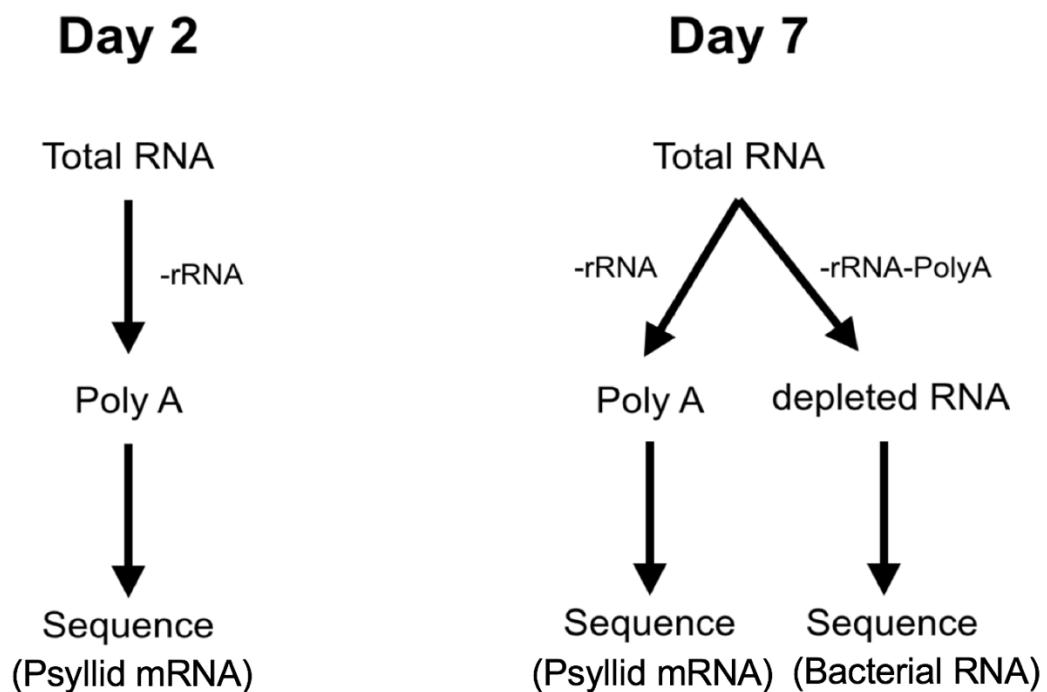 Day 2
Total RNA
-rRNA
Poly A
Sequence
(Psyllid mRNA)
Day 7
Total RNA
-rRNA
-rRNA-PolyA
Poly A
depleted RNA
Sequence
(Psyllid mRNA)
Sequence
(Bacterial RNA)